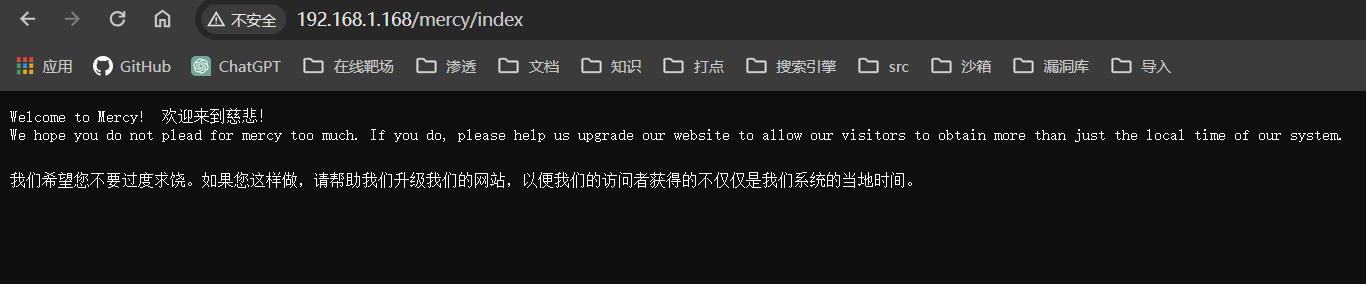 不安全 192.168.1.168/mercy/index
应用 GitHub ChatGPT 在线靶场 渗透 文档 知识 打点 搜索引擎 src 沙箱 漏洞库 导入
Welcome to Mercy! 欢迎来到慈悲!
We hope you do not plead for mercy too much. If you do, please help us upgrade our website to allow our visitors to obtain more than just the local time of our system.
我们希望您不要过度求饶。如果您这样做，请帮助我们升级我们的网站，以便我们的访问者获得的不仅仅是我们系统的当地时间。